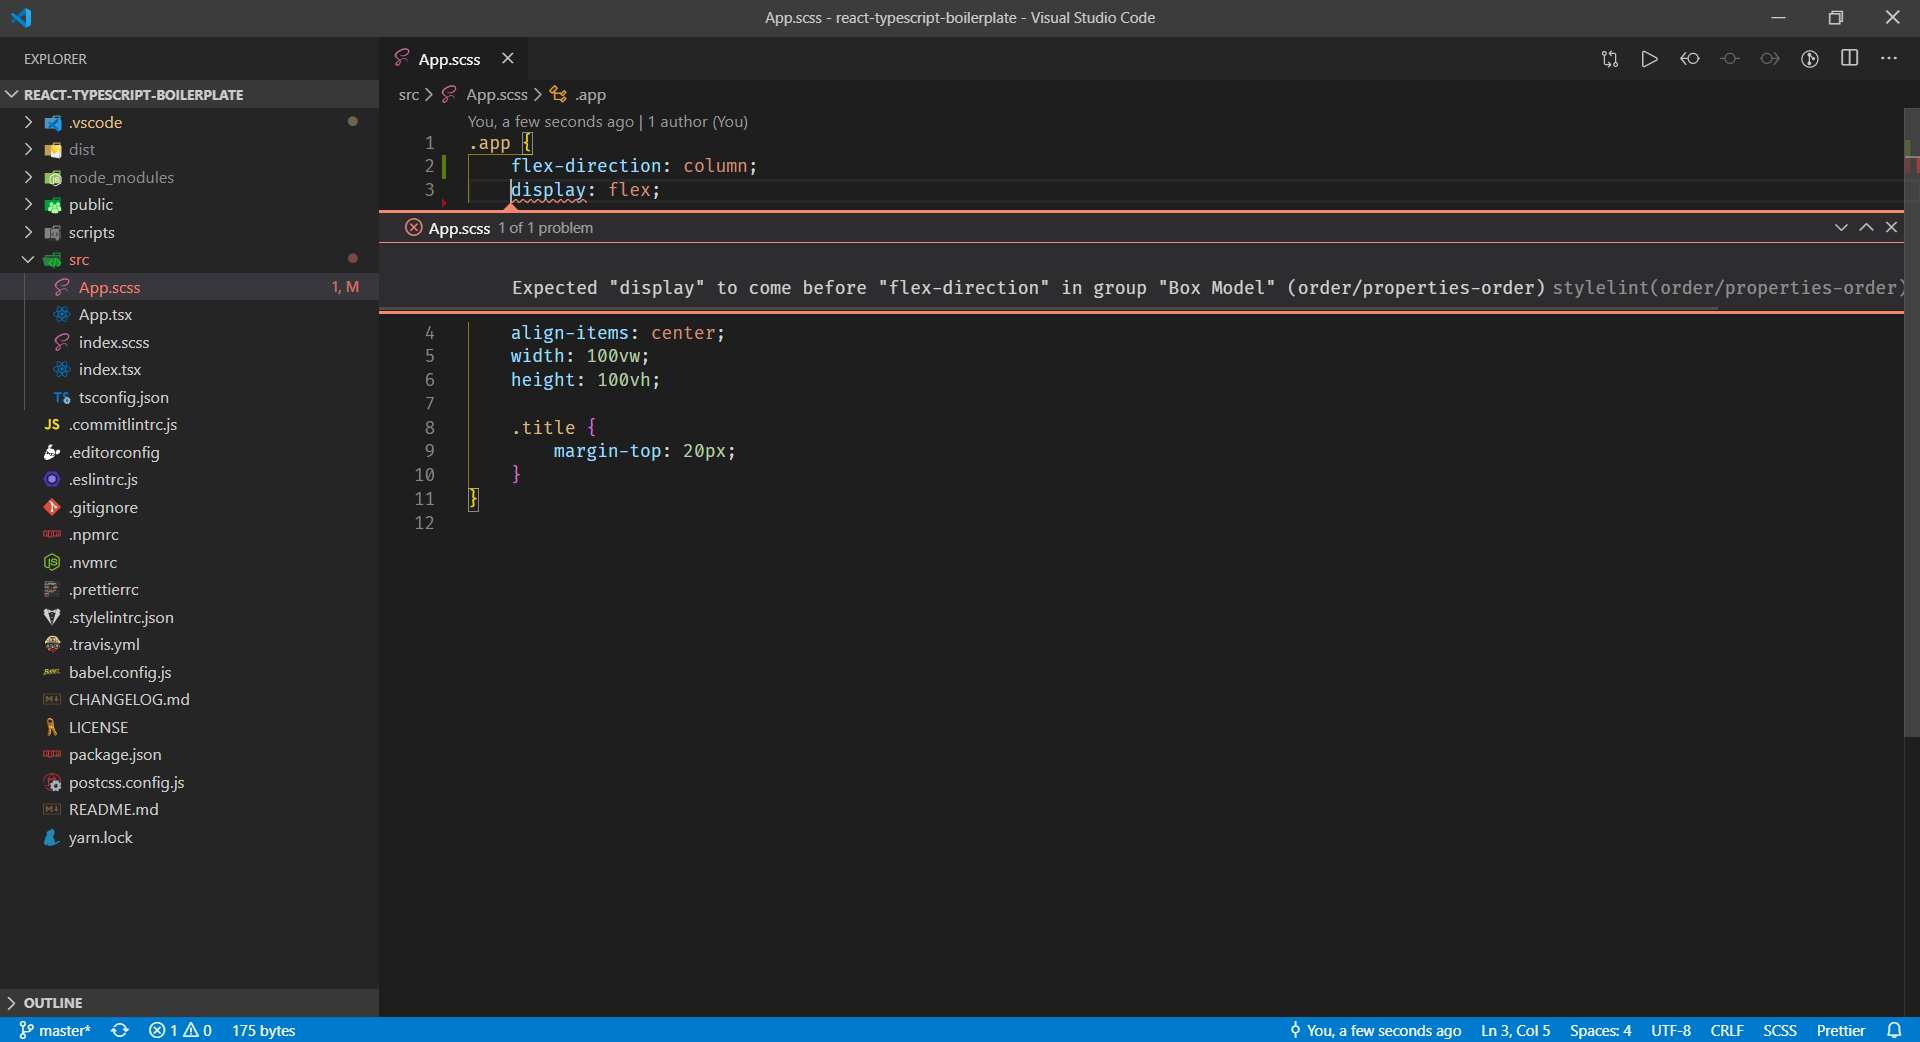 App.scss - react-typescript-boilerplate - Visual Studio Code
EXPLORER
REACT-TYPESCRIPT-BOILERPLATE
.vscode
dist
node_modules
public
scripts
src
App.scss 1, M
App.tsx
index.scss
index.tsx
TS tsconfig.json
JS .commitlintrc.js
.editorconfig
.eslintrc.js
.gitignore
.npmrc
.nvmrc
.prettierrc
.stylelintrc.json
.travis.yml
babel.config.js
CHANGELOG.md
LICENSE
package.json
postcss.config.js
README.md
yarn.lock
OUTLINE
App.scss
src > App.scss > .app
You, a few seconds ago | 1 author (You)
1 .app {
2 flex-direction: column;
3 display: flex;
App.scss 1 of 1 problem
Expected "display" to come before "flex-direction" in group "Box Model" (order/properties-order) stylelint(order/properties-order)
4 align-items: center;
5 width: 100vw;
6 height: 100vh;
7
8 .title {
9 margin-top: 20px;
10 }
11 }
12
master* 1 0 175 bytes You, a few seconds ago Ln 3, Col 5 Spaces: 4 UTF-8 CRLF SCSS Prettier